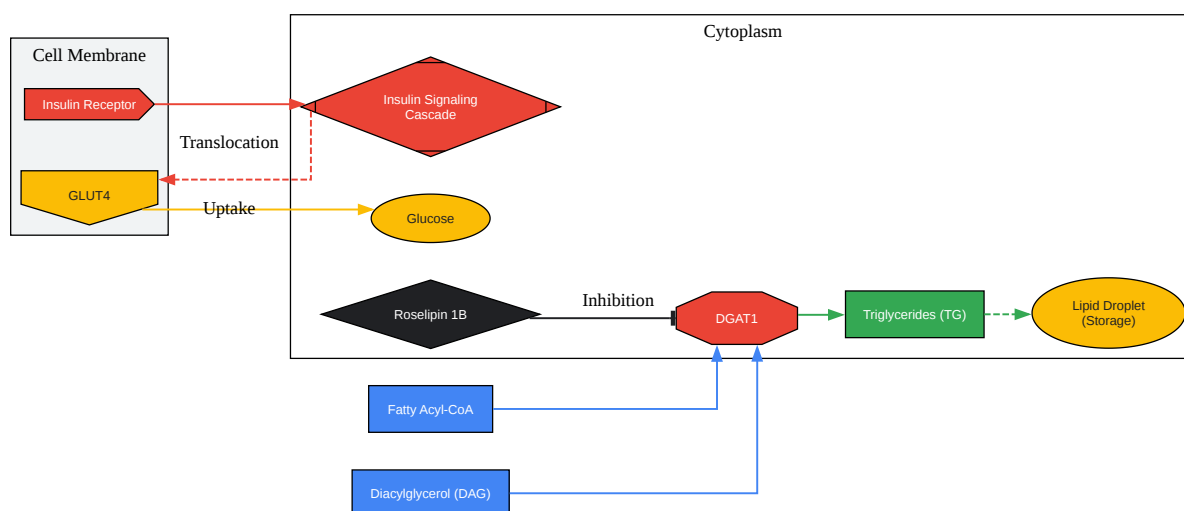 Cytoplasm
Cell Membrane
Insulin Receptor
Insulin Signaling
Cascade
Translocation
GLUT4
Uptake
Glucose
Roselipin 1B
Inhibition
DGAT1
Triglycerides (TG)
Lipid Droplet
(Storage)
Fatty Acyl-CoA
Diacylglycerol (DAG)